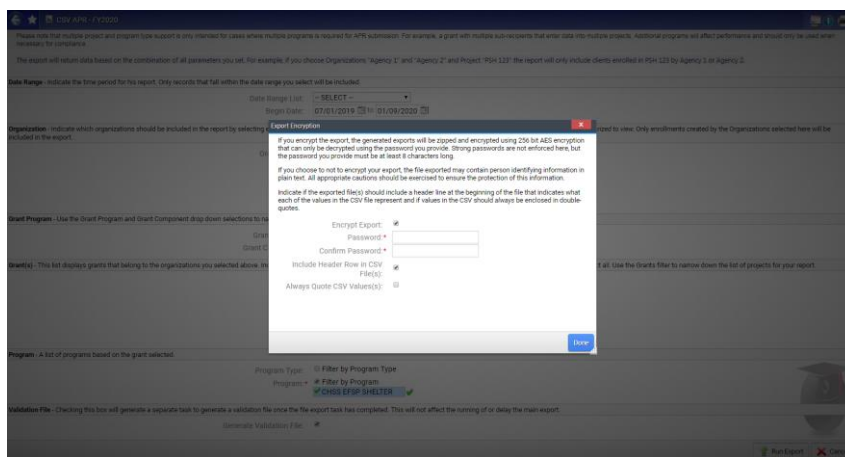 CSV APR - FY2020
Please note that multiple project and program type support is only intended for cases where multiple programs is required for APR submission. For example, a grant with multiple sub-recipients that enter data into multiple projects. Additional programs will affect performance and should only be used when
necessary for compliance.
The export will return data based on the combination of all parameters you set. For example, if you choose Organizations "Agency 1" and "Agency 2" and Project "PSH 123" the report will only include clients enrolled in PSH 123 by Agency 1 or Agency 2.
Date Range - Indicate the time period for his report. Only records that fall within the date range you select will be included.
Date Range List: -- SELECT --
Begin Date: 07/01/2019 to 01/09/2020
Export Encryption
Organization - Indicate which organizations should be included in the report by selecting
to view. Only enrollments created by the Organizations selected here will be
included in the export.
If you encrypt the export, the generated exports will be zipped and encrypted using 256 bit AES encryption
that can only be decrypted using the password you provide. Strong passwords are not enforced here, but
the password you provide must be at least 8 characters long.
If you choose to not to encrypt your export, the file exported may contain person identifying information in
plain text. All appropriate cautions should be exercised to ensure the protection of this information.
Indicate if the exported file(s) should include a header line at the beginning of the file that indicates what
each of the values in the CSV file represent and if values in the CSV should always be enclosed in double-
quotes.
Grant Program - Use the Grant Program and Grant Component drop down selections to
Encrypt Export:
Password: *
Confirm Password: *
Grant(s) - This list displays grants that belong to the organizations you selected above.
all. Use the Grants filter to narrow down the list of projects for your report.
Include Header Row in CSV
File(s):
Always Quote CSV Values(s):
Done
Program - A list of programs based on the grant selected.
Program Type: Filter by Program Type
Program: * Filter by Program
CHSS EFSP SHELTER
Validation File - Checking this box will generate a separate task to generate a validation file once the file export task has completed. This will not affect the running of or delay the main export.
Generate Validation File:
Run Export